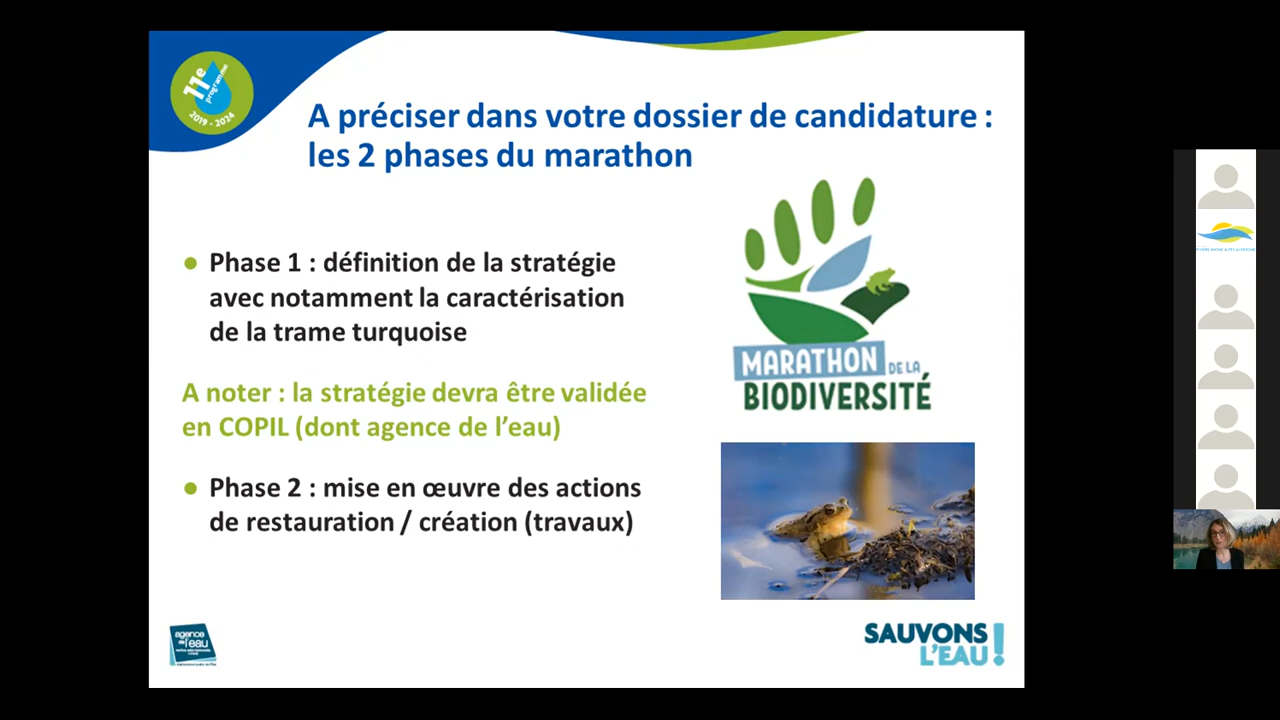 11e
programme
2019 - 2024
A préciser dans votre dossier de candidature :
les 2 phases du marathon
● Phase 1 : définition de la stratégie
avec notamment la caractérisation
de la trame turquoise
A noter : la stratégie devra être validée
en COPIL (dont agence de l’eau)
● Phase 2 : mise en œuvre des actions
de restauration / création (travaux)
MARATHON DE LA
BIODIVERSITÉ
agence
de l'eau
SAUVONS
L'EAU !